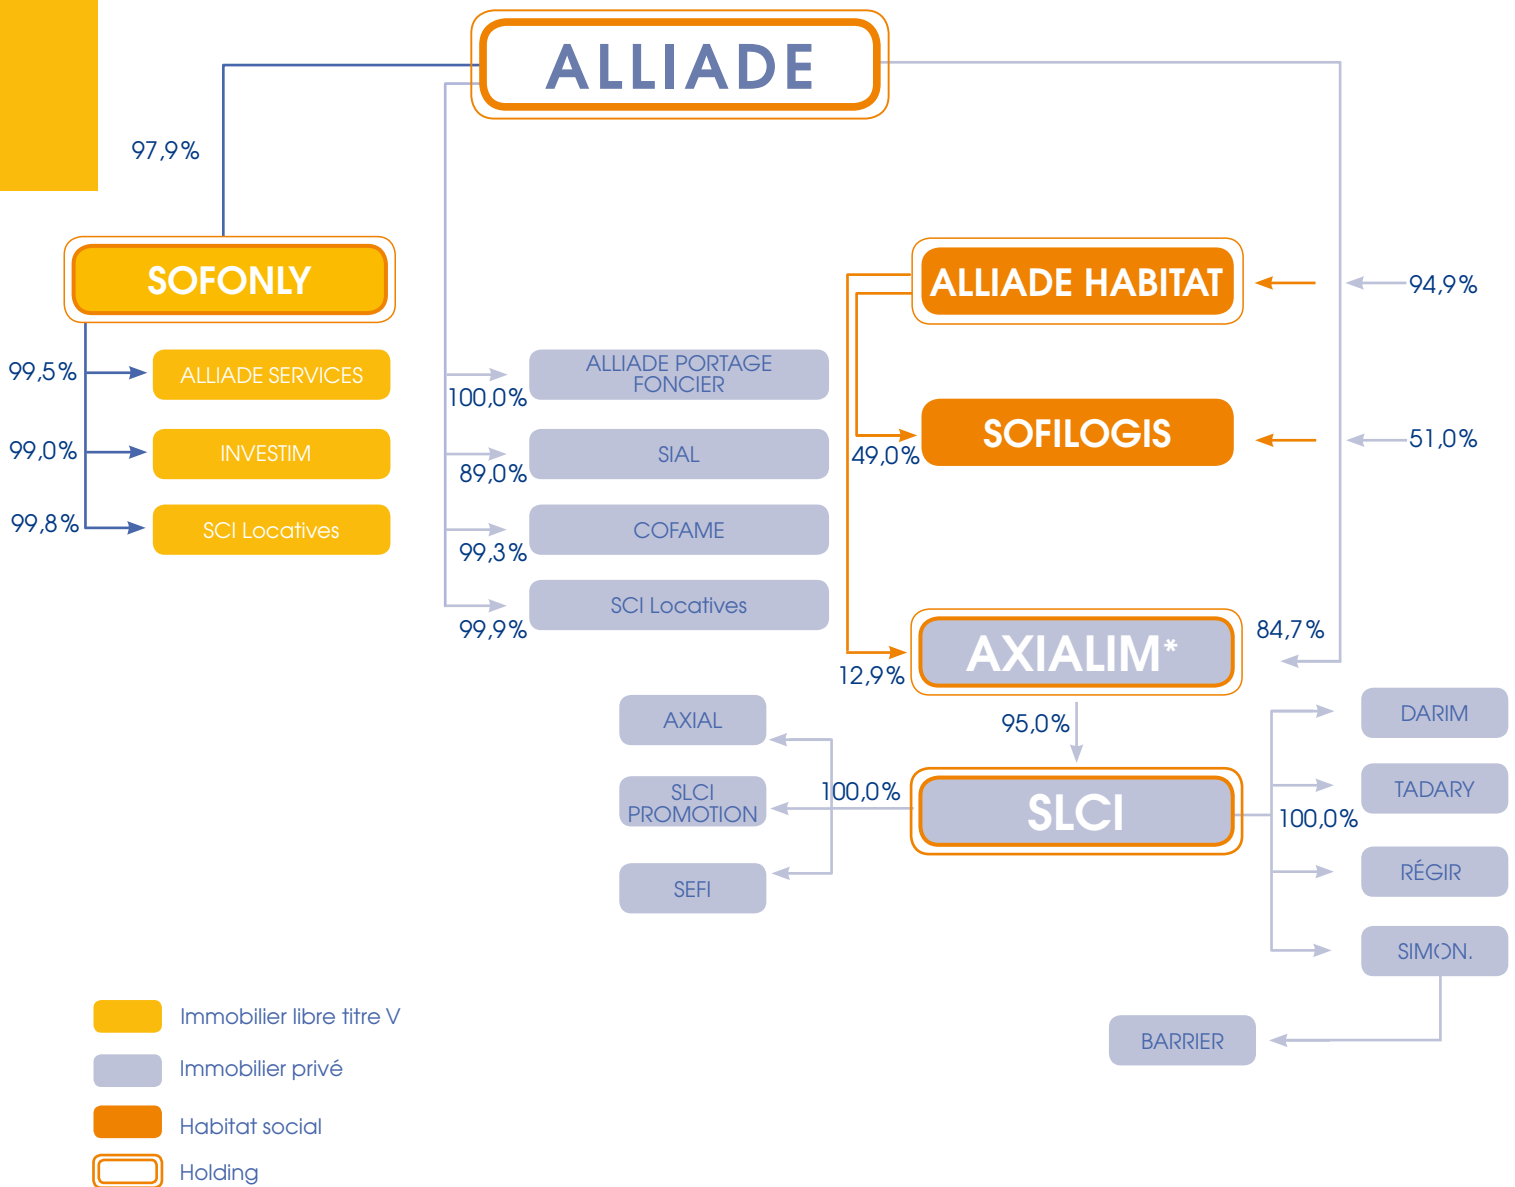 ALLIADE
97,9%
SOFONLY
99,5%
ALLIADE SERVICES
99,0%
INVESTIM
99,8%
SCI Locatives
ALLIADE PORTAGE
FONCIER
100,0%
SIAL
89,0%
COFAME
99,3%
SCI Locatives
99,9%
ALLIADE HABITAT
94,9%
SOFILOGIS
49,0%
51,0%
AXIALIM*
84,7%
12,9%
95,0%
AXIAL
SLCI
PROMOTION
SEFI
100,0%
SLCI
100,0%
DARIM
TADARY
RÉGIR
SIMON.
BARRIER
Immobilier libre titre V
Immobilier privé
Habitat social
Holding